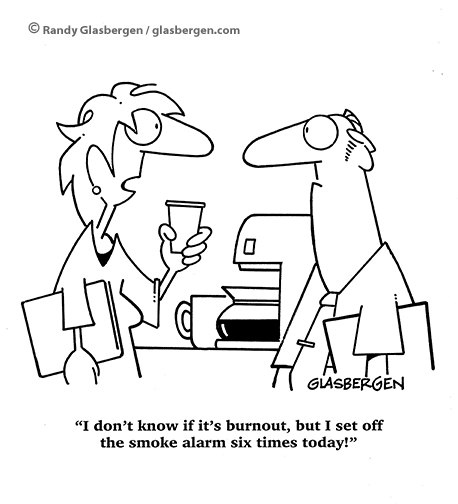 © Randy Glasbergen / glasbergen.com
GLASBERGEN
“I don’t know if it’s burnout, but I set off
the smoke alarm six times today!”